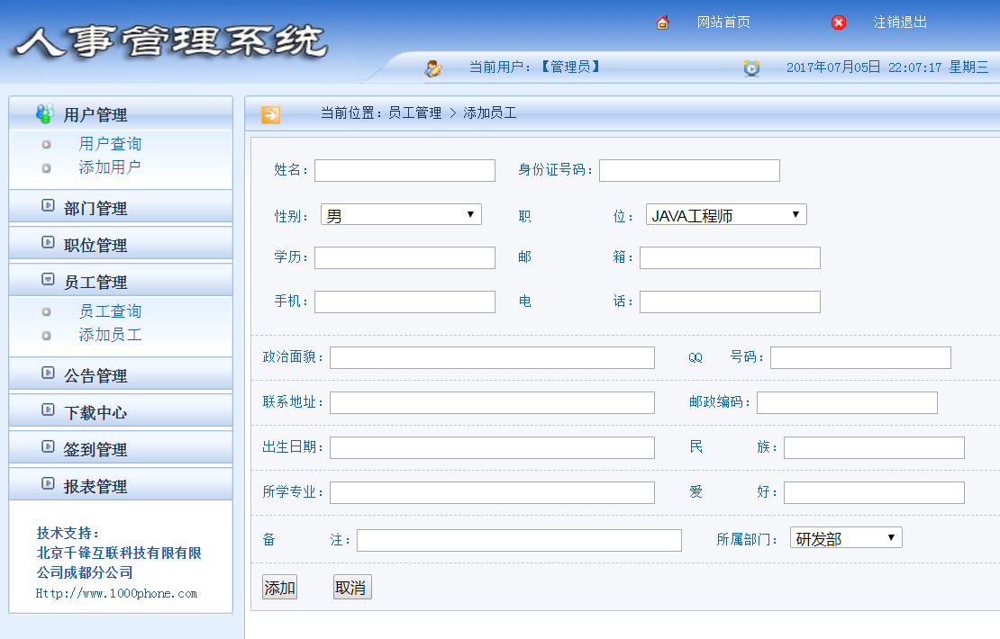 人事管理系统
网站首页 注销退出
当前用户：【管理员】 2017年07月05日 22:07:17 星期三
用户管理
用户查询
添加用户
部门管理
职位管理
员工管理
员工查询
添加员工
公告管理
下载中心
签到管理
报表管理
技术支持：
北京千锋互联科技有限有限
公司成都分公司
Http://www.1000phone.com
当前位置：员工管理 > 添加员工
姓名： 身份证号码：
性别： 男 职 位： JAVA工程师
学历： 邮 箱：
手机： 电 话：
政治面貌： QQ 号码：
联系地址： 邮政编码：
出生日期： 民 族：
所学专业： 爱 好：
备 注： 所属部门： 研发部
添加 取消